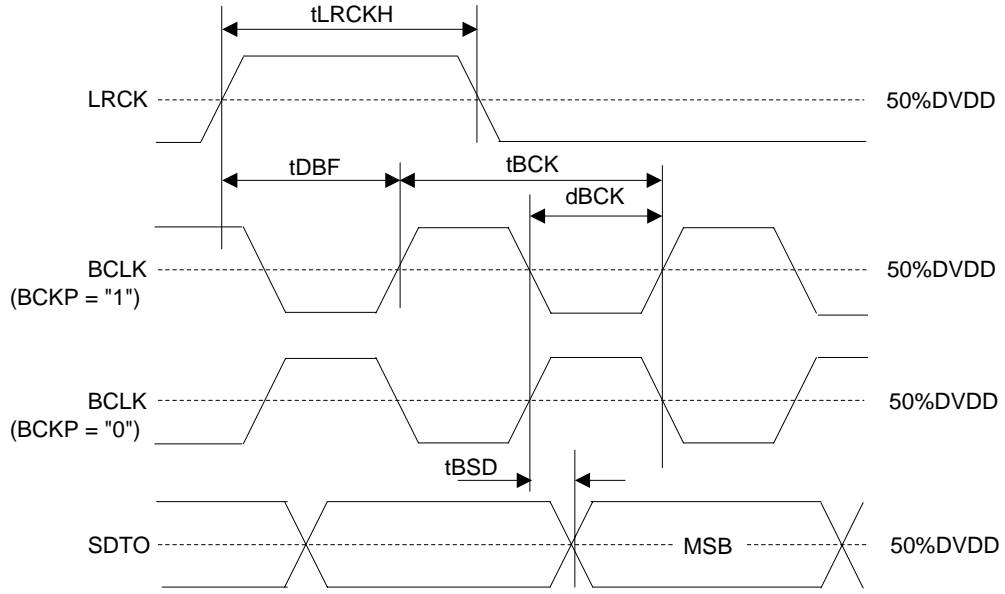 tLRCKH
LRCK
50%DVDD
tDBF
tBCK
dBCK
BCLK
(BCKP = "1")
50%DVDD
BCLK
(BCKP = "0")
50%DVDD
tBSD
SDTO
MSB
50%DVDD